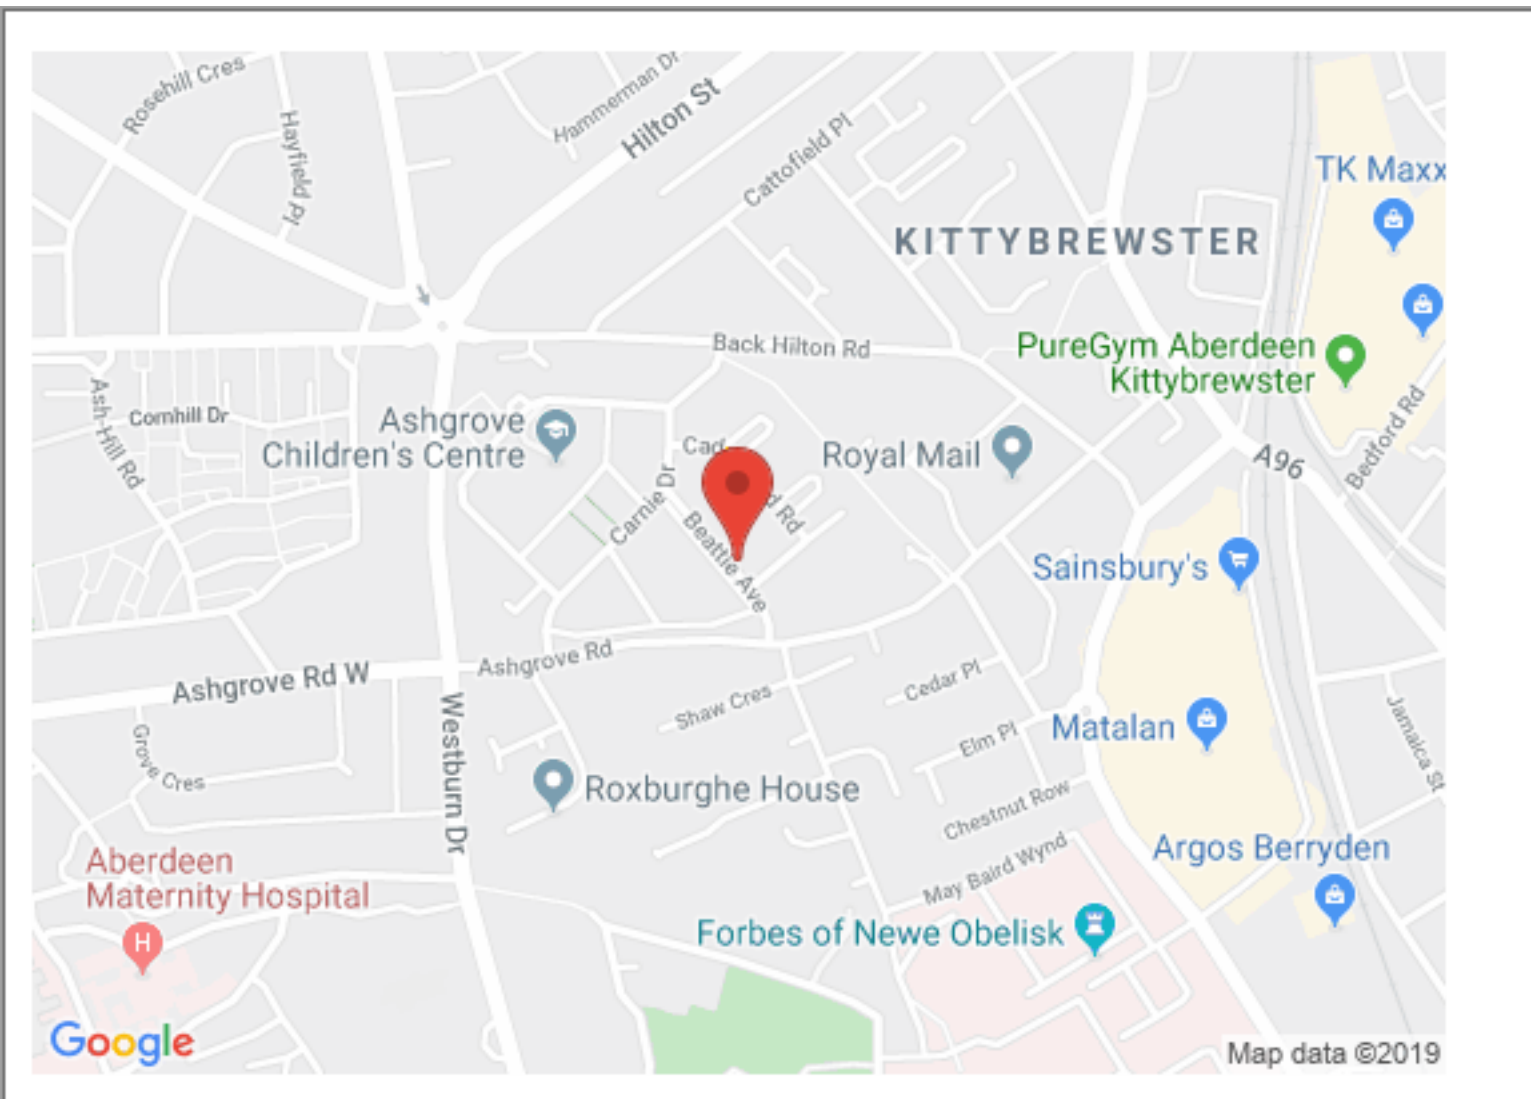 Rosehill Cres
Hayfield Pl
Hammerman Dr
Hilton St
Cattofield Pl
TK Maxx
KITTYBREWSTER
Back Hilton Rd
PureGym Aberdeen
Kittybrewster
Ash-Hill Rd
Cornhill Dr
Ashgrove
Children's Centre
Cad
d Rd
Royal Mail
A96
Bedford Rd
Carnie Dr
Beattie Ave
Sainsbury's
Ashgrove Rd W
Ashgrove Rd
Cedar Pl
Shaw Cres
Westburn Dr
Grove Cres
Elm Pl
Matalan
Jamaica St
Roxburghe House
Chestnut Row
Aberdeen
Maternity Hospital
H
May Baird Wynd
Argos Berryden
Forbes of Newe Obelisk
Google
Map data ©2019